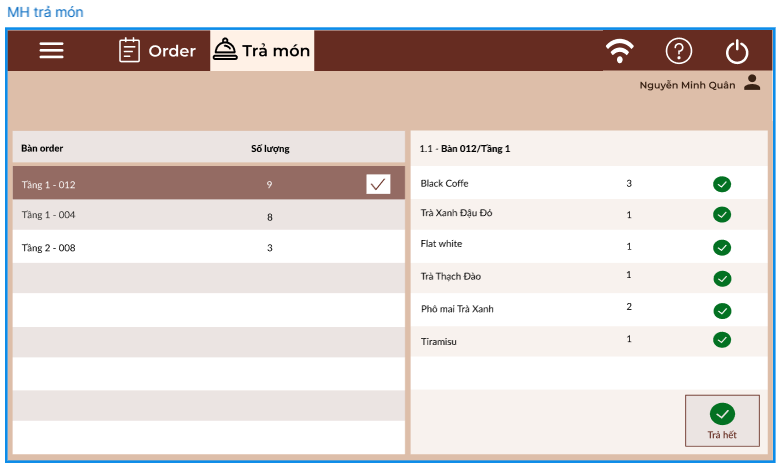 MH trả món
Order
Trả món
Nguyễn Minh Quân
Bàn order Số lượng
Tầng 1 - 012 9
Tầng 1 - 004 8
Tầng 2 - 008 3
1.1 - Bàn 012/Tầng 1
Black Coffe 3
Trà Xanh Đậu Đỏ 1
Flat white 1
Trà Thạch Đào 1
Phô mai Trà Xanh 2
Tiramisu 1
Trả hết